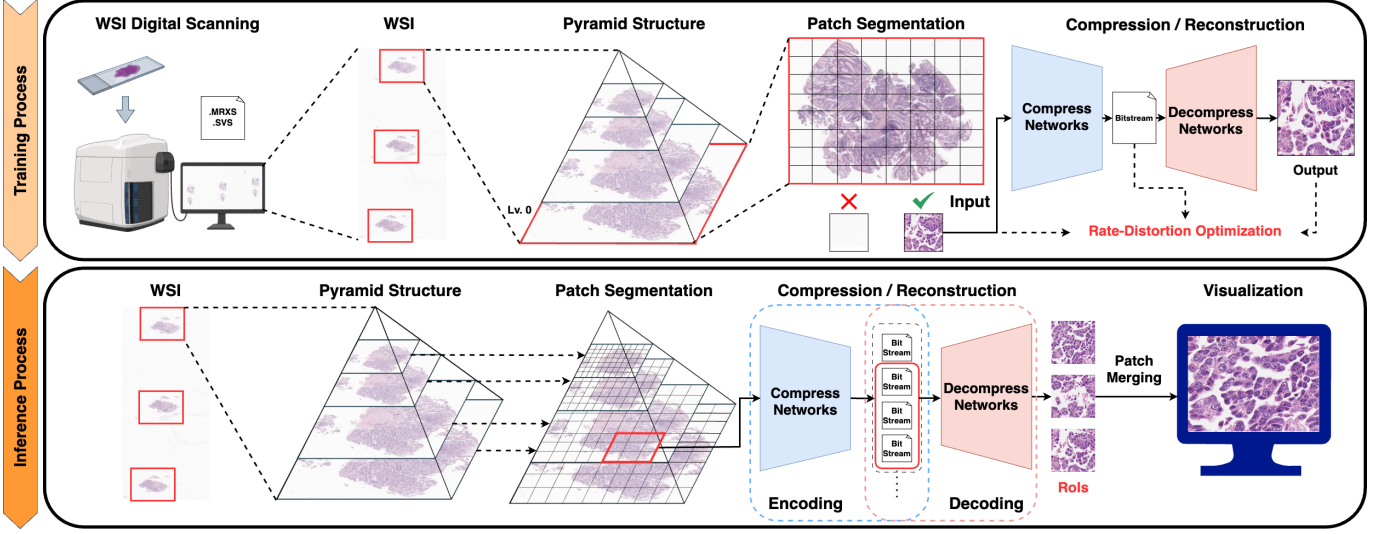 Training Process
WSI Digital Scanning
WSI
Pyramid Structure
Patch Segmentation
Compression / Reconstruction
.MRXS
.SVS
Lv. 0
Input
Compress
Networks
Bitstream
Decompress
Networks
Output
Rate-Distortion Optimization
Inference Process
WSI
Pyramid Structure
Patch Segmentation
Compression / Reconstruction
Visualization
Compress
Networks
Bit
Stream
Bit
Stream
Bit
Stream
Bit
Stream
Decompress
Networks
Patch
Merging
Encoding
Decoding
RoIs